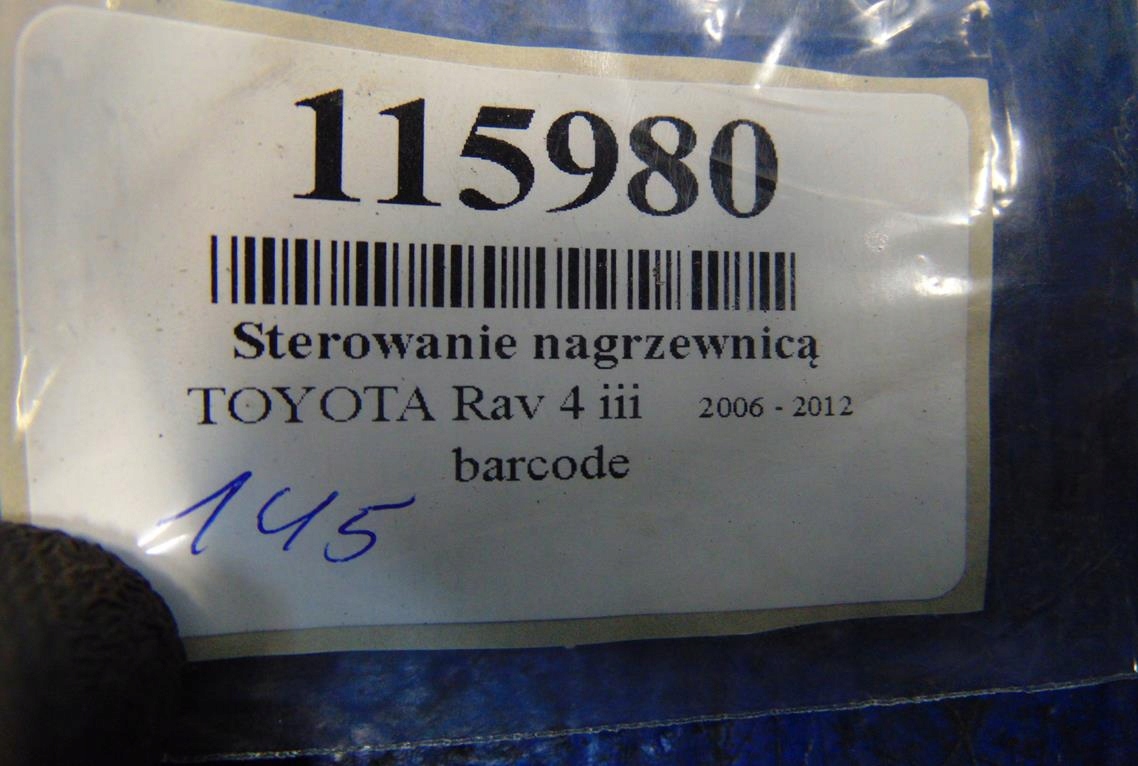 115980
Sterowanie nagrzewnicą
TOYOTA Rav 4 iii 2006 - 2012
barcode
145